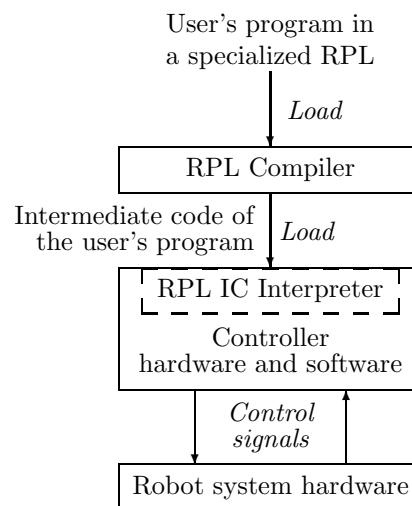 User's program in
a specialized RPL
Load
RPL Compiler
Intermediate code of
the user's program
Load
RPL IC Interpreter
Controller
hardware and software
Control
signals
Robot system hardware